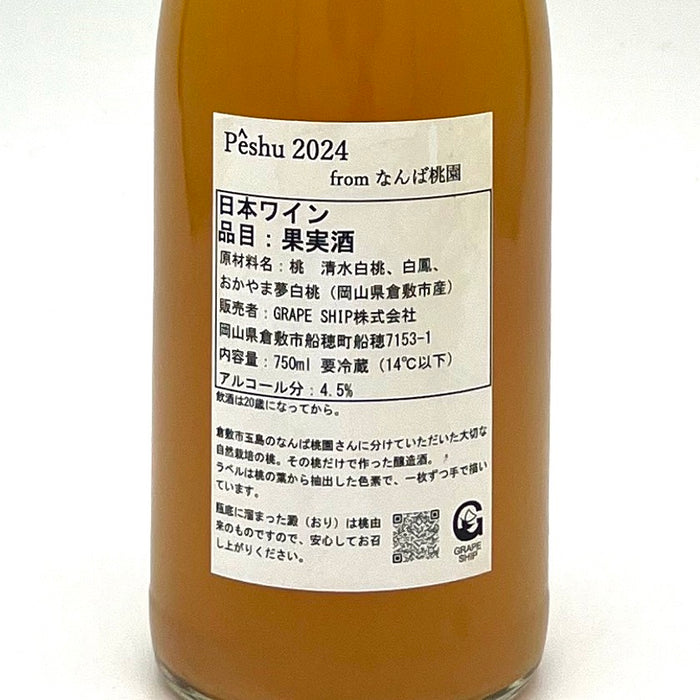 Pêshu 2024
from なんば桃園
日本ワイン
品目：果実酒
原材料名：桃　清水白桃、白鳳、
おかやま夢白桃（岡山県倉敷市産）
販売者：GRAPE SHIP株式会社
岡山県倉敷市船穂町船穂7153-1
内容量：750ml 要冷蔵（14℃以下）
アルコール分：4.5%
飲酒は20歳になってから。
倉敷市玉島のなんば桃園さんに分けていただいた大切な
自然栽培の桃。その桃だけで作った醸造酒。
ラベルは桃の葉から抽出した色素で、一枚ずつ手で描い
ています。
瓶底に溜まった澱（おり）は桃由
来のものですので、安心してお召
し上がりください。
G
GRAPE
SHIP